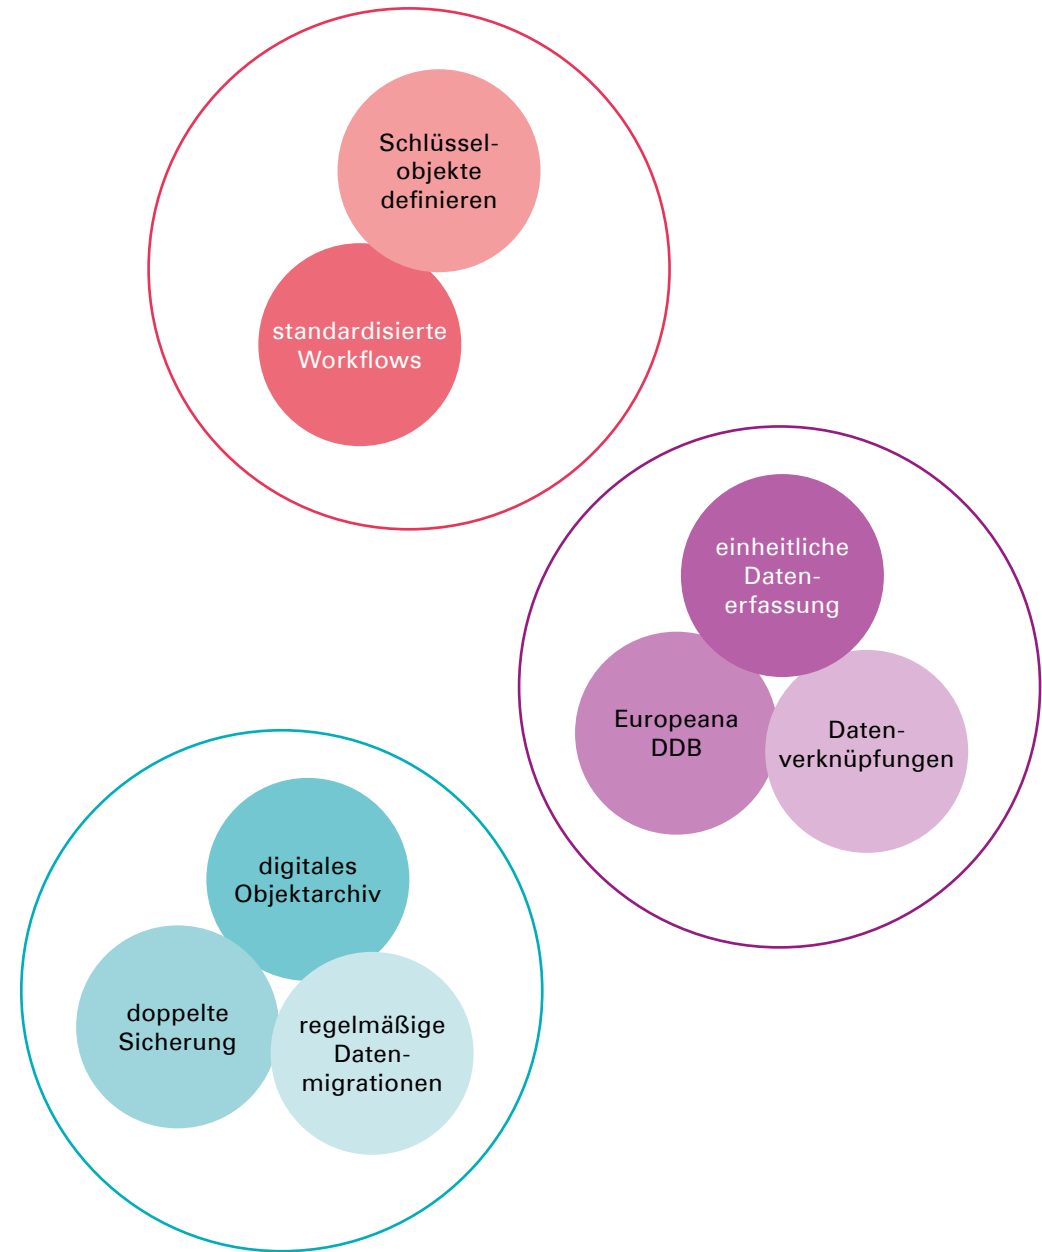 Schlüssel-
objekte
definieren
standardisierte
Workflows
einheitliche
Daten-
erfassung
Europeana
DDB
Daten-
verknüpfungen
digitales
Objektarchiv
doppelte
Sicherung
regelmäßige
Daten-
migrationen